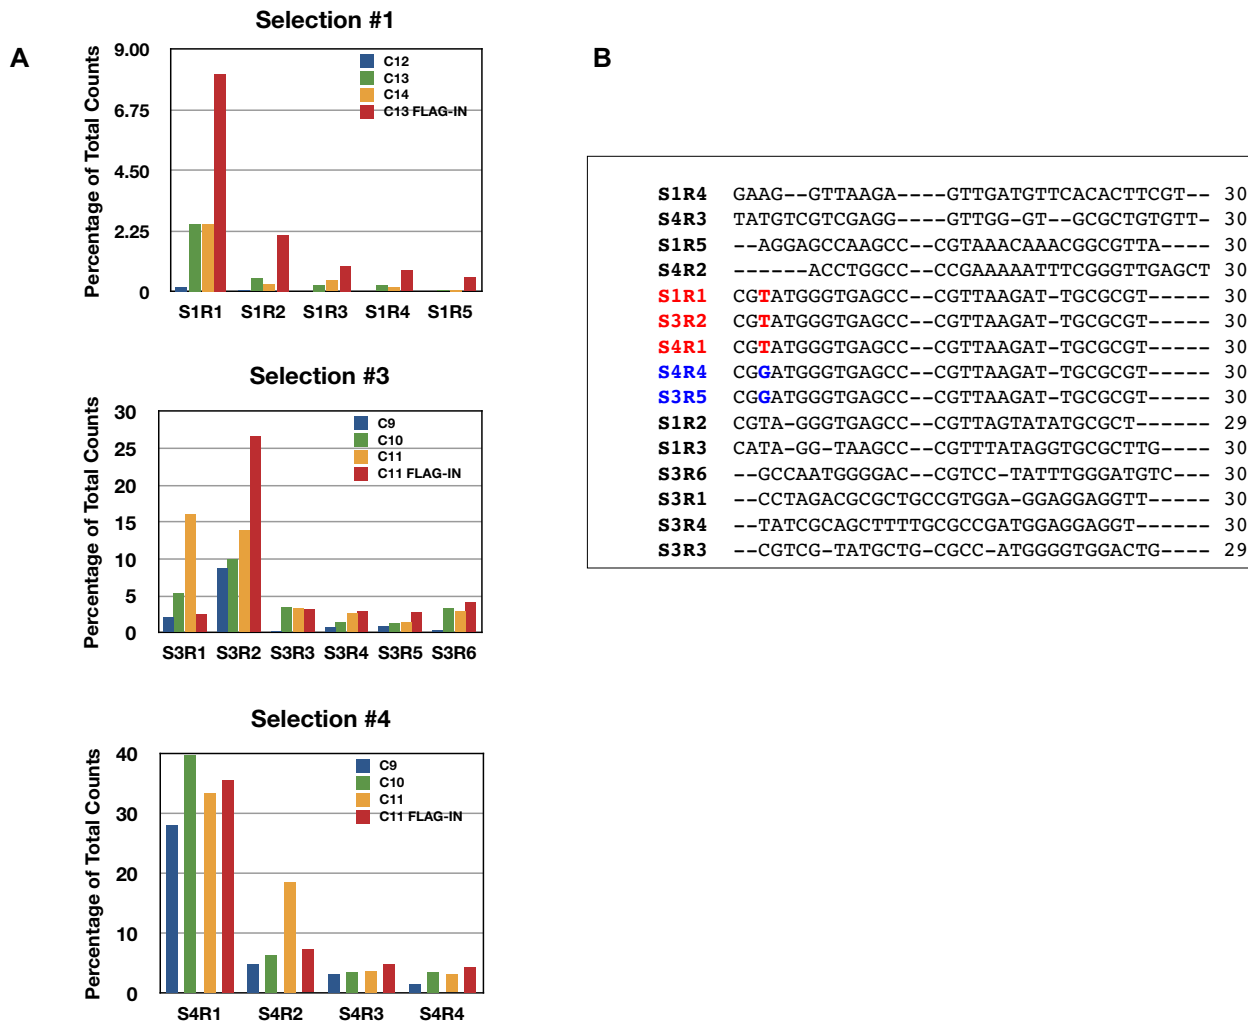 A
Selection #1
Percentage of Total Counts
9.00
6.75
4.50
2.25
0
C12
C13
C14
C13 FLAG-IN
S1R1 S1R2 S1R3 S1R4 S1R5
Selection #3
Percentage of Total Counts
30
25
20
15
10
5
0
C9
C10
C11
C11 FLAG-IN
S3R1 S3R2 S3R3 S3R4 S3R5 S3R6
Selection #4
Percentage of Total Counts
40
30
20
10
0
C9
C10
C11
C11 FLAG-IN
S4R1 S4R2 S4R3 S4R4
B
S1R4 GAAG--GTTAAGA----GTTGATGTTCACACTTCGT-- 30
S4R3 TATGTCGTCGAGG----GTTGG-GT--GCGCTGTGTT- 30
S1R5 --AGGAGCCAAGCC--CGTAAACAAACGGCGTTA---- 30
S4R2 ------ACCTGGCC--CCGAAAAATTTCGGGTTGAGCT 30
S1R1 CGTATGGGTGAGCC--CGTTAAGAT-TGCGCGT----- 30
S3R2 CGTATGGGTGAGCC--CGTTAAGAT-TGCGCGT----- 30
S4R1 CGTATGGGTGAGCC--CGTTAAGAT-TGCGCGT----- 30
S4R4 CGGATGGGTGAGCC--CGTTAAGAT-TGCGCGT----- 30
S3R5 CGGATGGGTGAGCC--CGTTAAGAT-TGCGCGT----- 30
S1R2 CGTA-GGGTGAGCC--CGTTAGTATATGCGCT------ 29
S1R3 CATA-GG-TAAGCC--CGTTTATAGGTGCGCTTG---- 30
S3R6 --GCCAATGGGGAC--CGTCC-TATTTGGGATGTC--- 30
S3R1 --CCTAGACGCGCTGCCGTGGA-GGAGGAGGTT----- 30
S3R4 --TATCGCAGCTTTTGCGCCGATGGAGGAGGT------ 30
S3R3 --CGTCG-TATGCTG-CGCC-ATGGGGTGGACTG---- 29